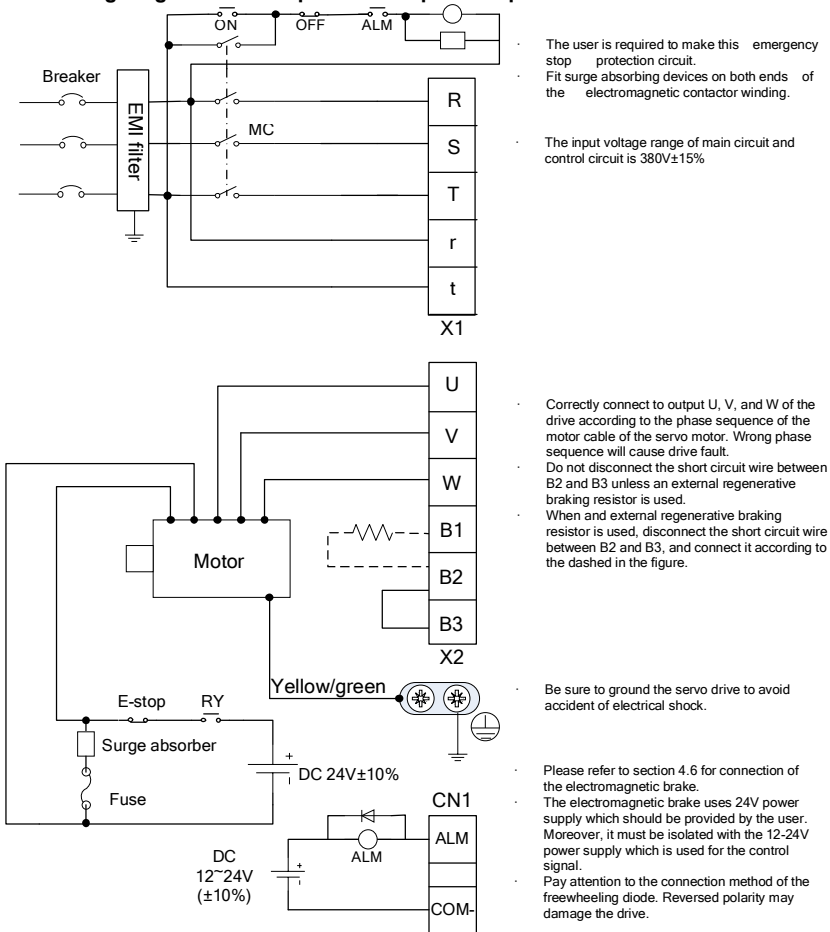 ON OFF ALM
Breaker
EMI filter
MC
R
S
T
r
t
X1
· The user is required to make this emergency
stop protection circuit.
· Fit surge absorbing devices on both ends of
the electromagnetic contactor winding.
· The input voltage range of main circuit and
control circuit is 380V±15%
U
V
W
B1
B2
B3
X2
Motor
· Correctly connect to output U, V, and W of the
drive according to the phase sequence of the
motor cable of the servo motor. Wrong phase
sequence will cause drive fault.
· Do not disconnect the short circuit wire between
B2 and B3 unless an external regenerative
braking resistor is used.
· When and external regenerative braking
resistor is used, disconnect the short circuit wire
between B2 and B3, and connect it according to
the dashed in the figure.
Yellow/green
· Be sure to ground the servo drive to avoid
accident of electrical shock.
E-stop RY
Surge absorber
Fuse
+
DC 24V±10%
-
CN1
ALM
COM-
ALM
DC
12~24V
(±10%)
+
-
· Please refer to section 4.6 for connection of
the electromagnetic brake.
· The electromagnetic brake uses 24V power
supply which should be provided by the user.
Moreover, it must be isolated with the 12-24V
power supply which is used for the control
signal.
· Pay attention to the connection method of the
freewheeling diode. Reversed polarity may
damage the drive.